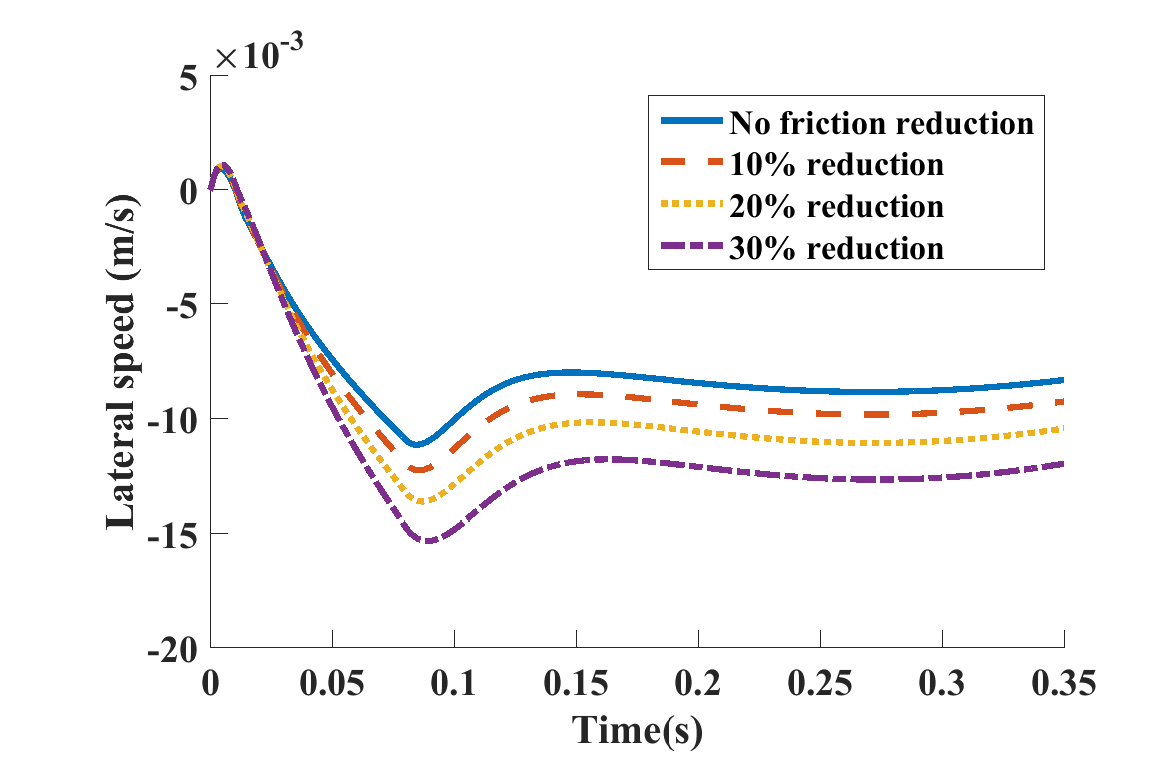 ×10-3
5
0
-5
-10
-15
-20
Lateral speed (m/s)
No friction reduction
10% reduction
20% reduction
30% reduction
0 0.05 0.1 0.15 0.2 0.25 0.3 0.35
Time(s)